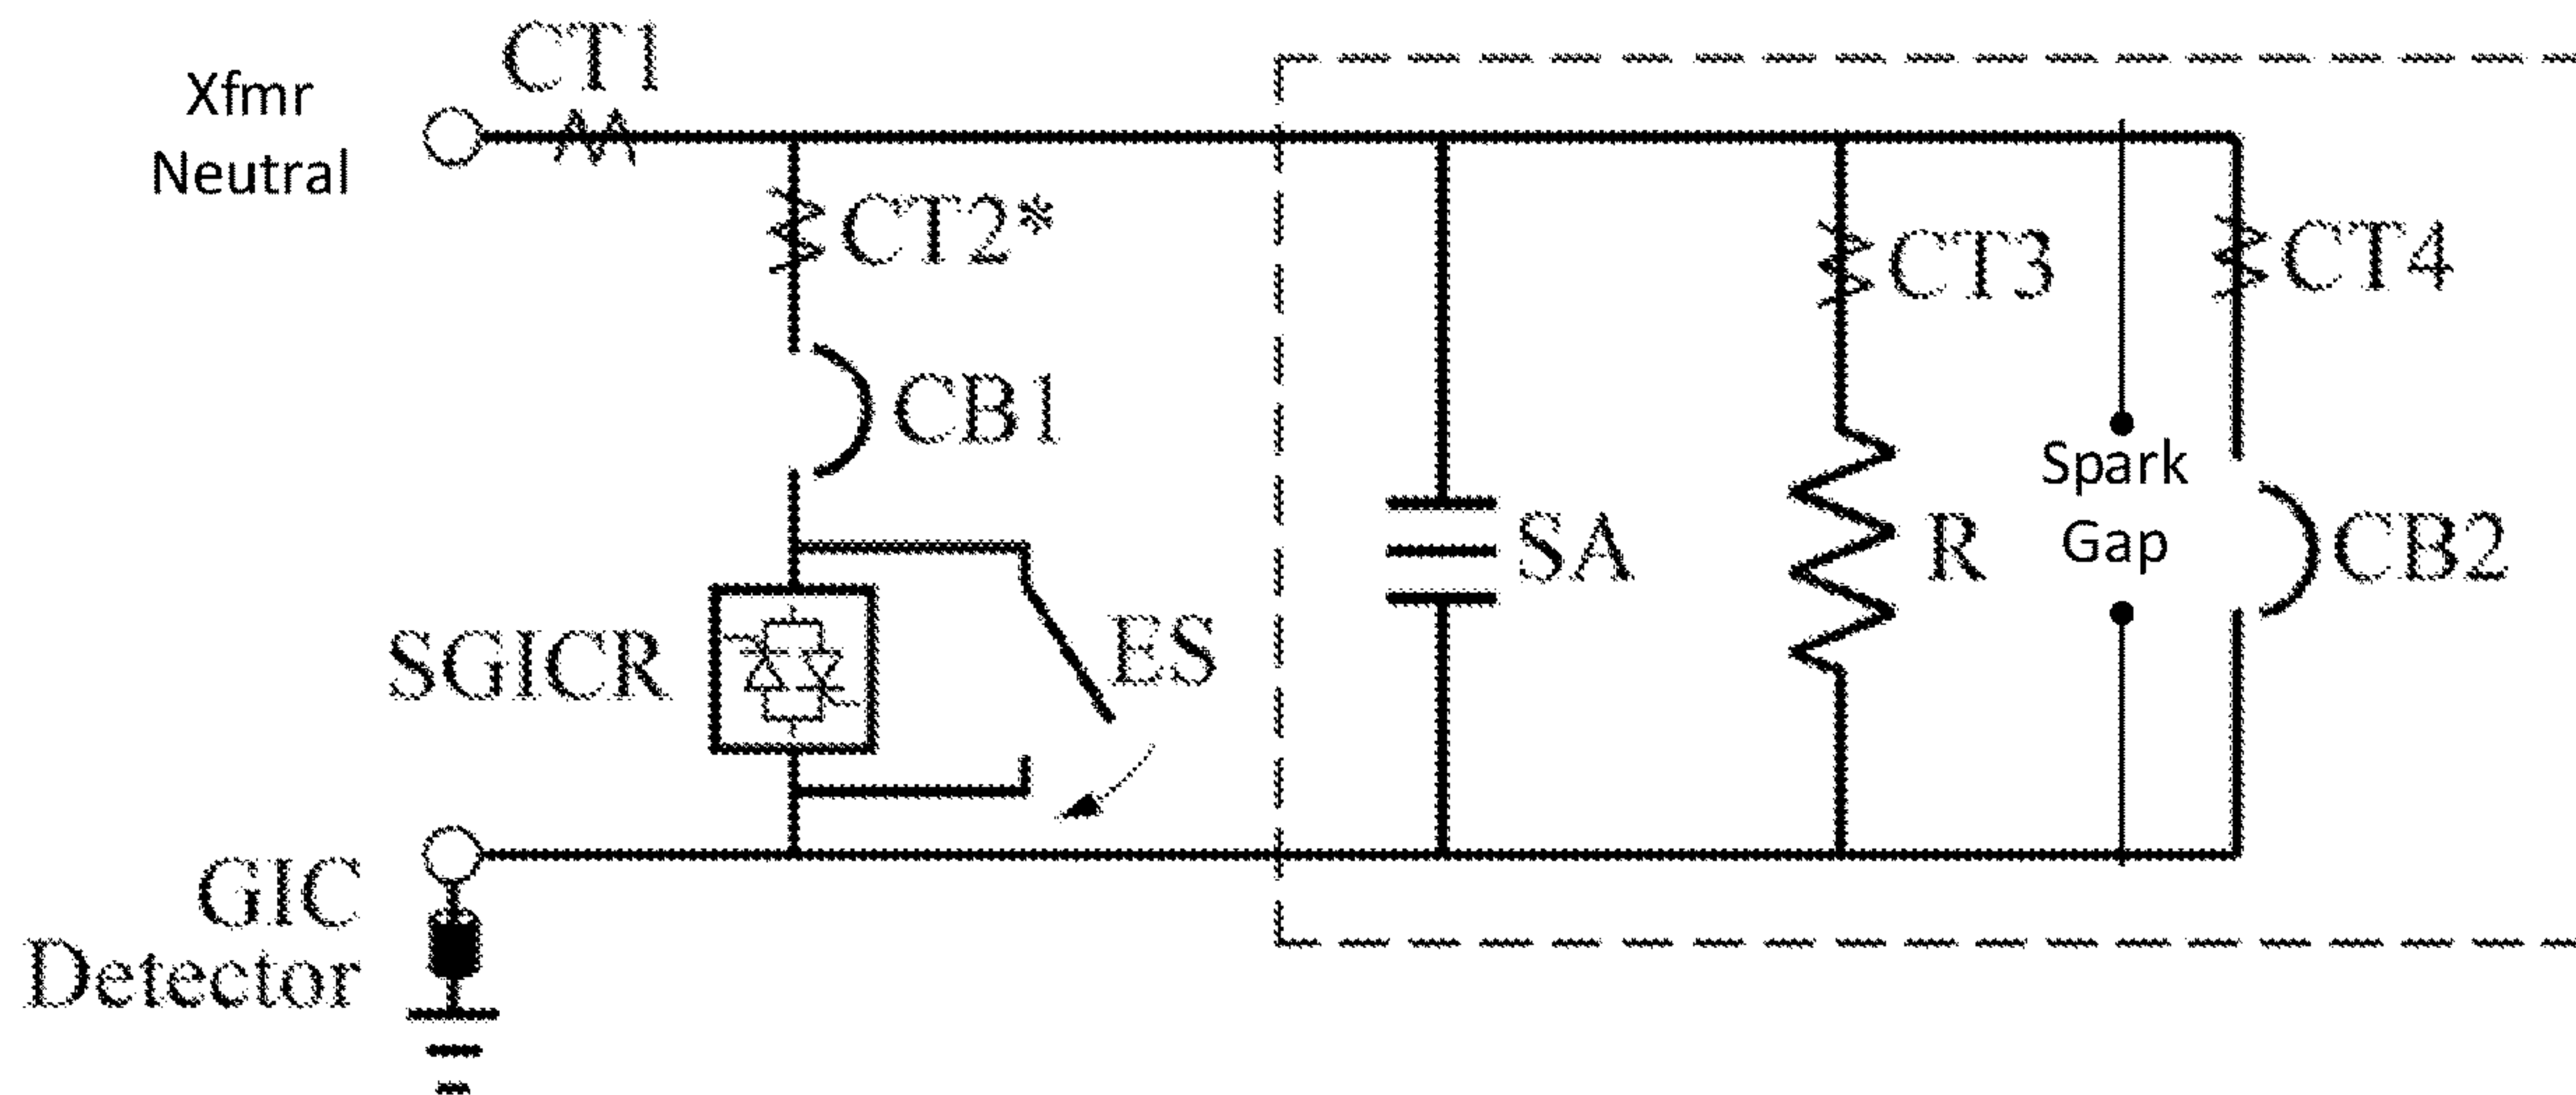 CT1
Xfmr
Neutral
CT2*
CT3
CT4
CB1
Spark
Gap
SA
R
CB2
SGICR
ES
GIC
Detector